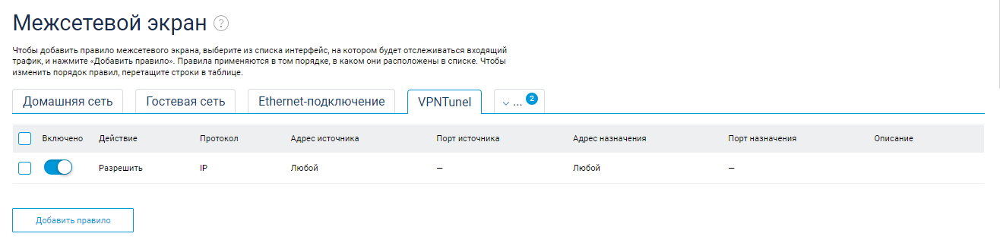 Межсетевой экран ?
Чтобы добавить правило межсетевого экрана, выберите из списка интерфейс, на котором будет отслеживаться входящий
трафик, и нажмите «Добавить правило». Правила применяются в том порядке, в каком они расположены в списке. Чтобы
изменить порядок правил, перетащите строки в таблице.
Домашняя сеть Гостевая сеть Ethernet-подключение VPNTunel ... 2
Включено Действие Протокол Адрес источника Порт источника Адрес назначения Порт назначения Описание
Разрешить IP Любой — Любой —
Добавить правило